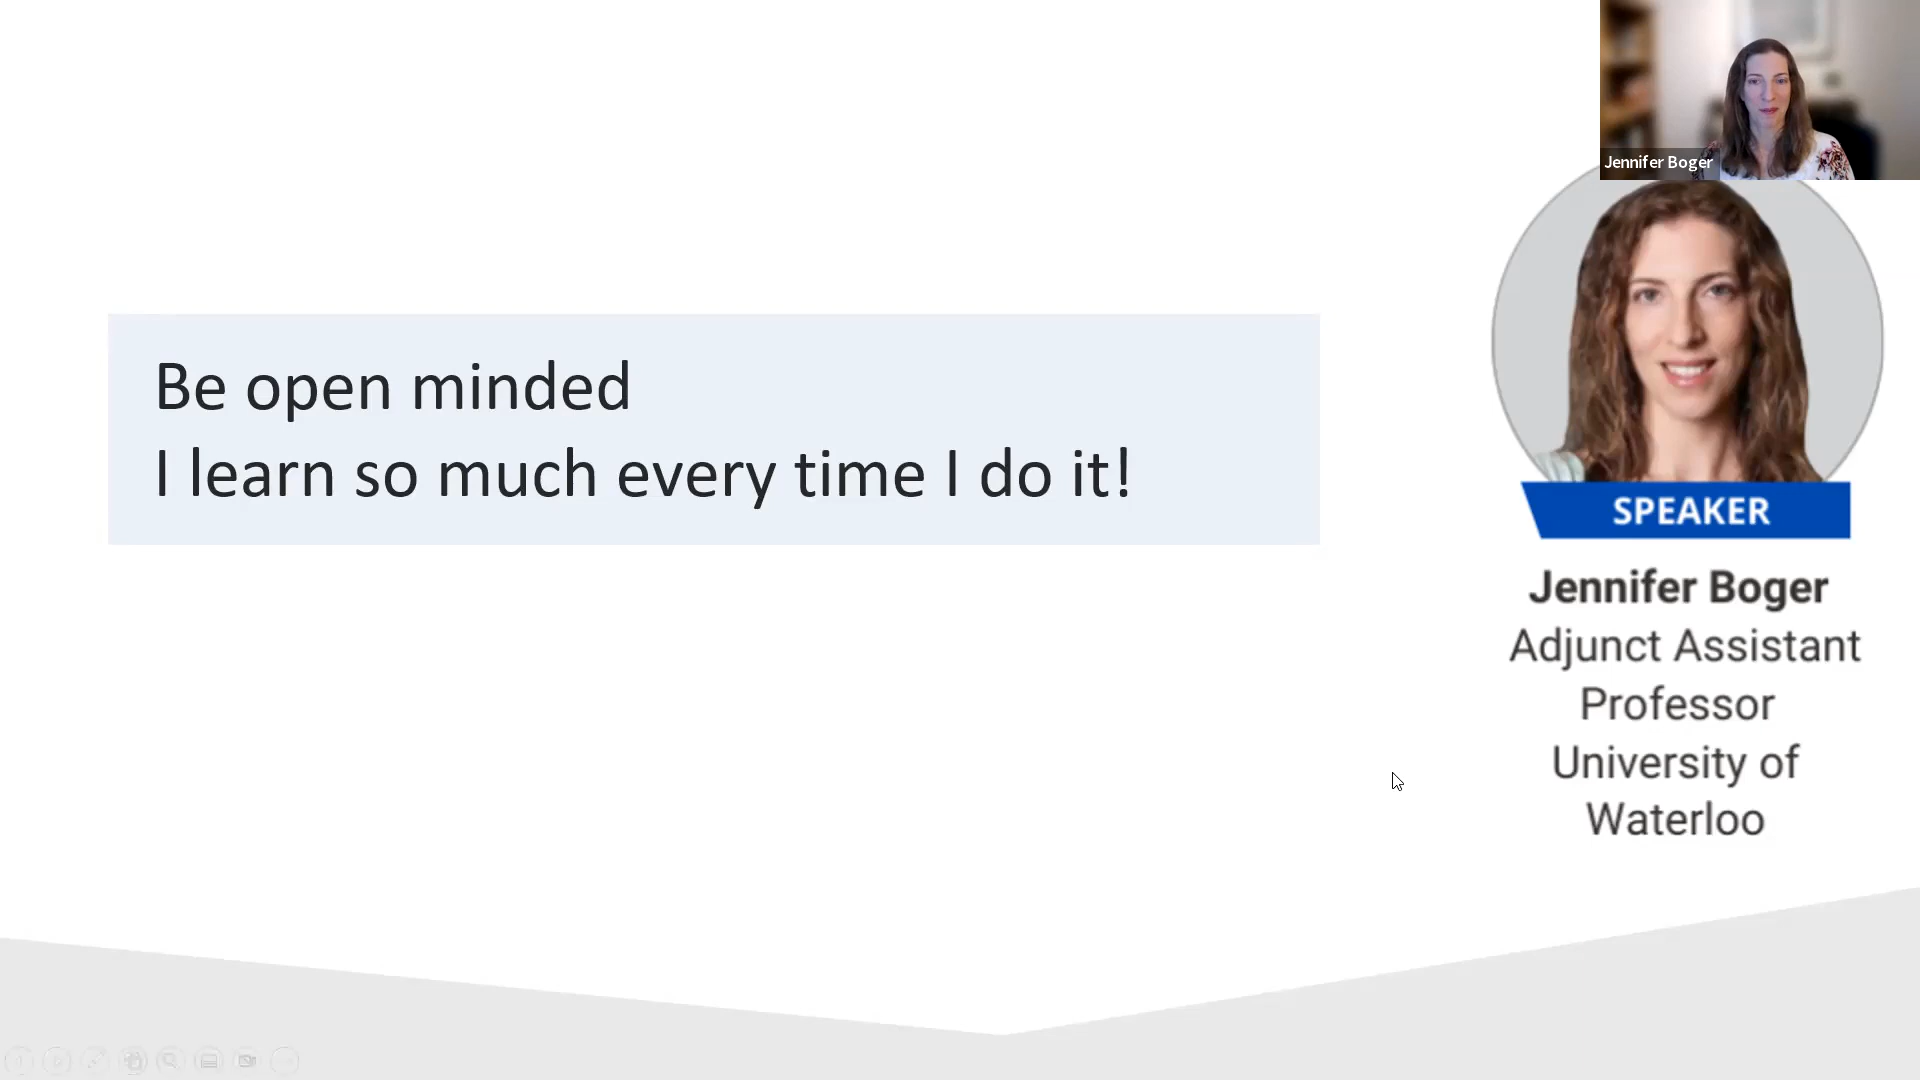 Jennifer Boger
Be open minded
I learn so much every time I do it!
SPEAKER
Jennifer Boger
Adjunct Assistant
Professor
University of
Waterloo